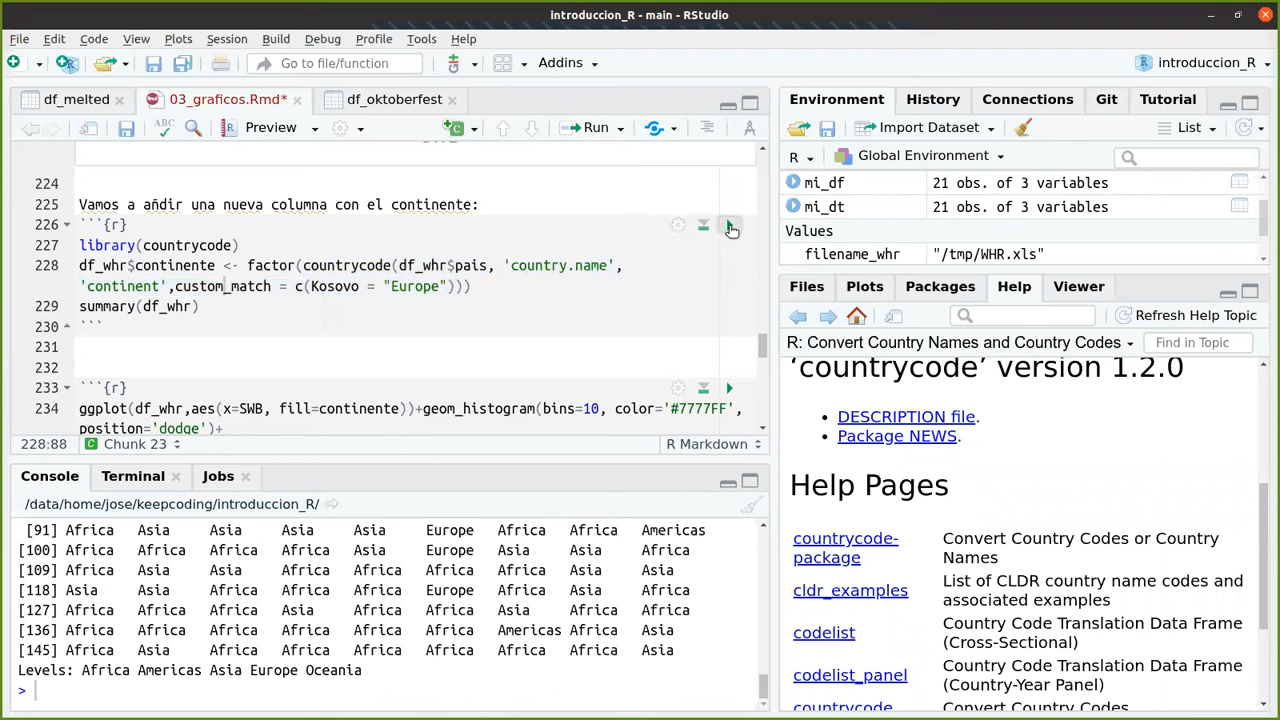 introduccion_R - main - RStudio
File Edit Code View Plots Session Build Debug Profile Tools Help
Go to file/function Addins introduccion_R
df_melted 03_graficos.Rmd* df_oktoberfest
ABC Preview Run
224
225 Vamos a añdir una nueva columna con el continente:
226 ```{r}
227 library(countrycode)
228 df_whr$continente <- factor(countrycode(df_whr$pais, 'country.name',
'continent',custom_match = c(Kosovo = "Europe")))
229 summary(df_whr)
230 ```
231
232
233 ```{r}
234 ggplot(df_whr,aes(x=SWB, fill=continente))+geom_histogram(bins=10, color='#7777FF',
position='dodge')+
228:88 Chunk 23 R Markdown
Console Terminal Jobs
/data/home/jose/keepcoding/introduccion_R/
[91] Africa Asia Asia Asia Asia Europe Africa Africa Americas
[100] Africa Africa Africa Africa Asia Europe Asia Asia Africa
[109] Africa Africa Asia Africa Africa Africa Africa Africa Asia
[118] Asia Asia Africa Africa Africa Europe Africa Asia Africa
[127] Africa Africa Africa Asia Africa Africa Asia Africa Africa
[136] Africa Africa Africa Africa Africa Africa Americas Africa Asia
[145] Africa Africa Africa Africa Africa Africa Africa Africa Asia
Levels: Africa Americas Asia Europe Oceania
>
Environment History Connections Git Tutorial
Import Dataset List
R Global Environment
mi_df 21 obs. of 3 variables
mi_dt 21 obs. of 3 variables
Values
filename_whr "/tmp/WHR.xls"
Files Plots Packages Help Viewer
Refresh Help Topic
R: Convert Country Names and Country Codes Find in Topic
‘countrycode’ version 1.2.0
DESCRIPTION file.
Package NEWS.
Help Pages
countrycode- Convert Country Codes or Country
package Names
cldr_examples List of CLDR country name codes and
associated examples
codelist Country Code Translation Data Frame
(Cross-Sectional)
codelist_panel Country Code Translation Data Frame
(Country-Year Panel)
countrycode Convert Country Codes